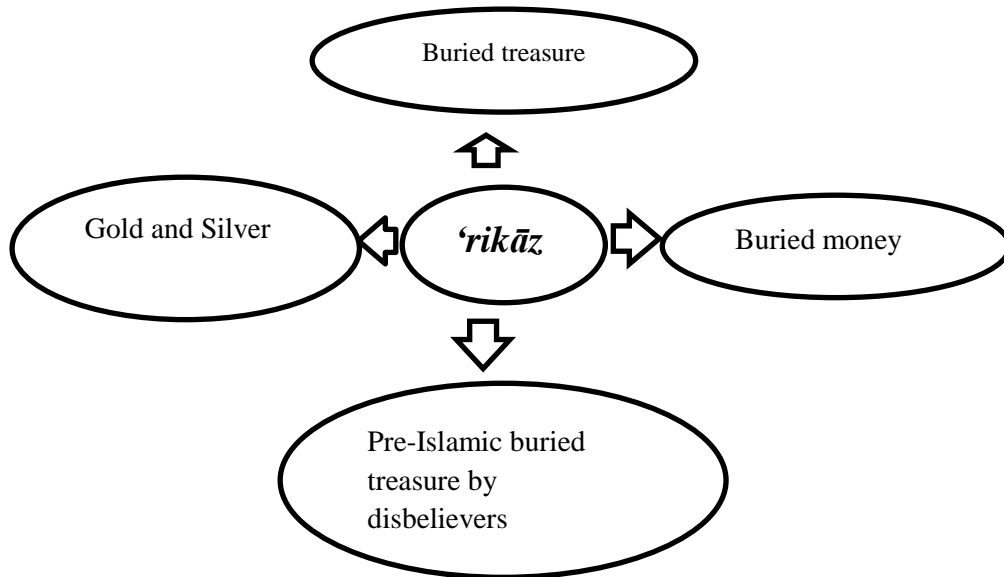 Buried treasure
Gold and Silver
‘rikāz
Buried money
Pre-Islamic buried
treasure by
disbelievers